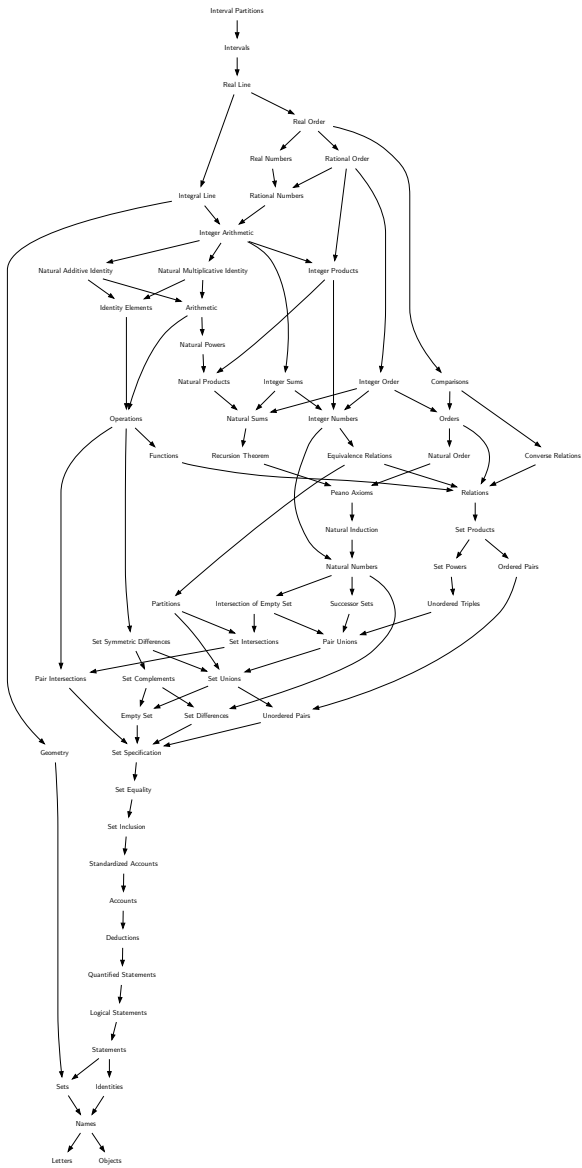 Interval Partitions
Intervals
Real Line
Real Order
Real Numbers Rational Order
Integral Line Rational Numbers
Integer Arithmetic
Natural Additive Identity Natural Multiplicative Identity Integer Products
Identity Elements Arithmetic
Natural Powers
Natural Products Integer Sums Integer Order Comparisons
Operations Natural Sums Integer Numbers Orders
Functions Recursion Theorem Equivalence Relations Natural Order Converse Relations
Peano Axioms Relations
Natural Induction Set Products
Natural Numbers Set Powers Ordered Pairs
Partitions Intersection of Empty Set Successor Sets Unordered Triples
Set Symmetric Differences Set Intersections Pair Unions
Pair Intersections Set Complements Set Unions
Empty Set Set Differences Unordered Pairs
Geometry Set Specification
Set Equality
Set Inclusion
Standardized Accounts
Accounts
Deductions
Quantified Statements
Logical Statements
Statements
Sets Identities
Names
Letters Objects